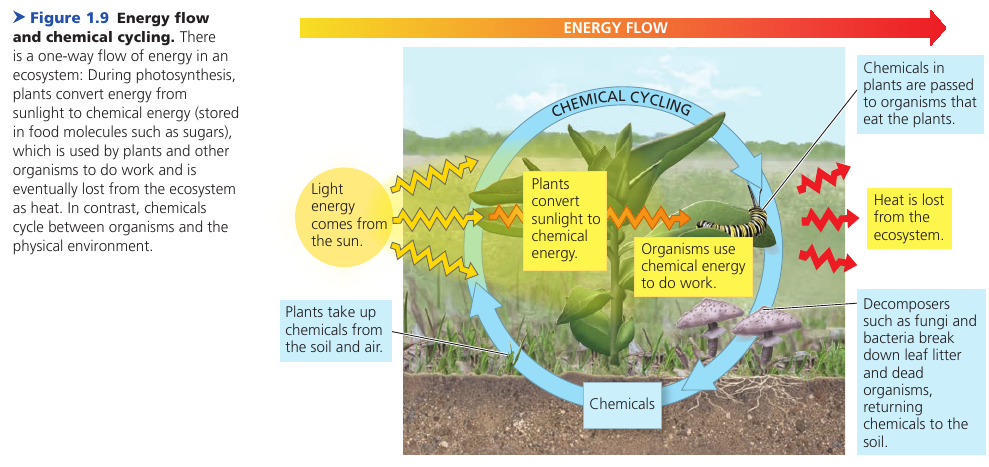 ➤ Figure 1.9 Energy flow
and chemical cycling. There
is a one-way flow of energy in an
ecosystem: During photosynthesis,
plants convert energy from
sunlight to chemical energy (stored
in food molecules such as sugars),
which is used by plants and other
organisms to do work and is
eventually lost from the ecosystem
as heat. In contrast, chemicals
cycle between organisms and the
physical environment.
ENERGY FLOW
CHEMICAL CYCLING
Chemicals in
plants are passed
to organisms that
eat the plants.
Light
energy
comes from
the sun.
Plants
convert
sunlight to
chemical
energy.
Organisms use
chemical energy
to do work.
Heat is lost
from the
ecosystem.
Plants take up
chemicals from
the soil and air.
Chemicals
Decomposers
such as fungi and
bacteria break
down leaf litter
and dead
organisms,
returning
chemicals to the
soil.